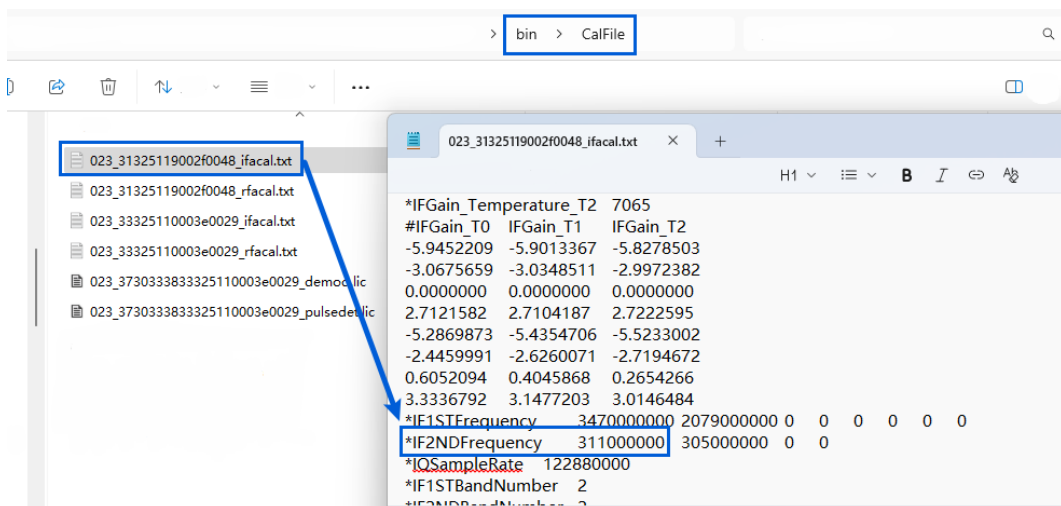 > bin > CalFile
023_31325119002f0048_ifacal.txt
023_31325119002f0048_rfacal.txt
023_33325110003e0029_ifacal.txt
023_33325110003e0029_rfacal.txt
023_3730333833325110003e0029_demod.lic
023_3730333833325110003e0029_pulsedet.lic
023_31325119002f0048_ifacal.txt × +
H1 B I
*IFGain_Temperature_T2 7065
#IFGain_T0 IFGain_T1 IFGain_T2
-5.9452209 -5.9013367 -5.8278503
-3.0675659 -3.0348511 -2.9972382
0.0000000 0.0000000 0.0000000
2.7121582 2.7104187 2.7222595
-5.2869873 -5.4354706 -5.5233002
-2.4459991 -2.6260071 -2.7194672
0.6052094 0.4045868 0.2654266
3.3336792 3.1477203 3.0146484
*IF1STFrequency 3470000000 2079000000 0 0 0 0 0 0
*IF2NDFrequency 311000000 305000000 0 0
*IQSampleRate 122880000
*IF1STBandNumber 2
*IF2NDBandNumber 2